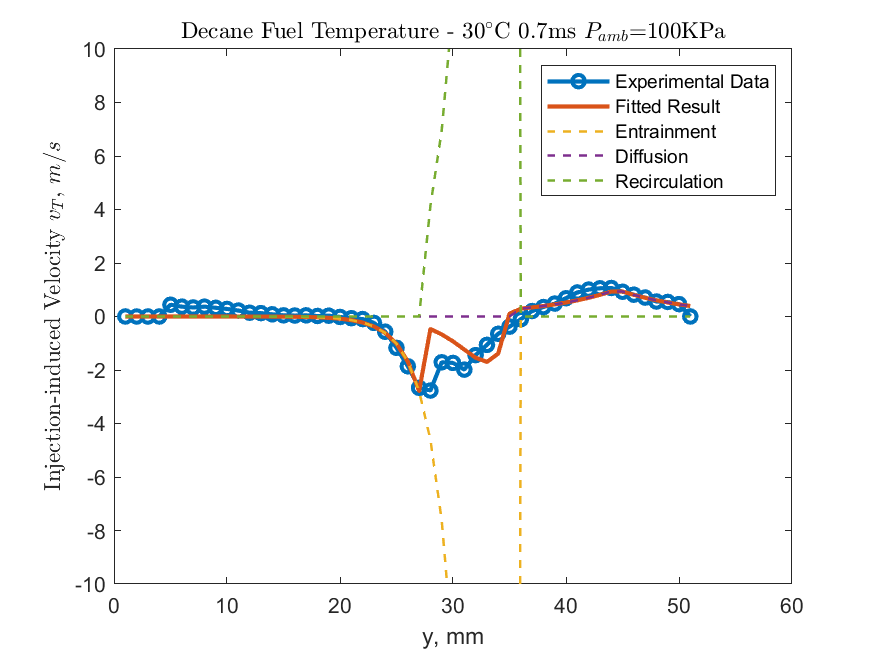 Decane Fuel Temperature - 30°C 0.7ms P_amb=100KPa
Injection-induced Velocity v_T, m/s
10
8
6
4
2
0
-2
-4
-6
-8
-10
Experimental Data
Fitted Result
Entrainment
Diffusion
Recirculation
0 10 20 30 40 50 60
y, mm